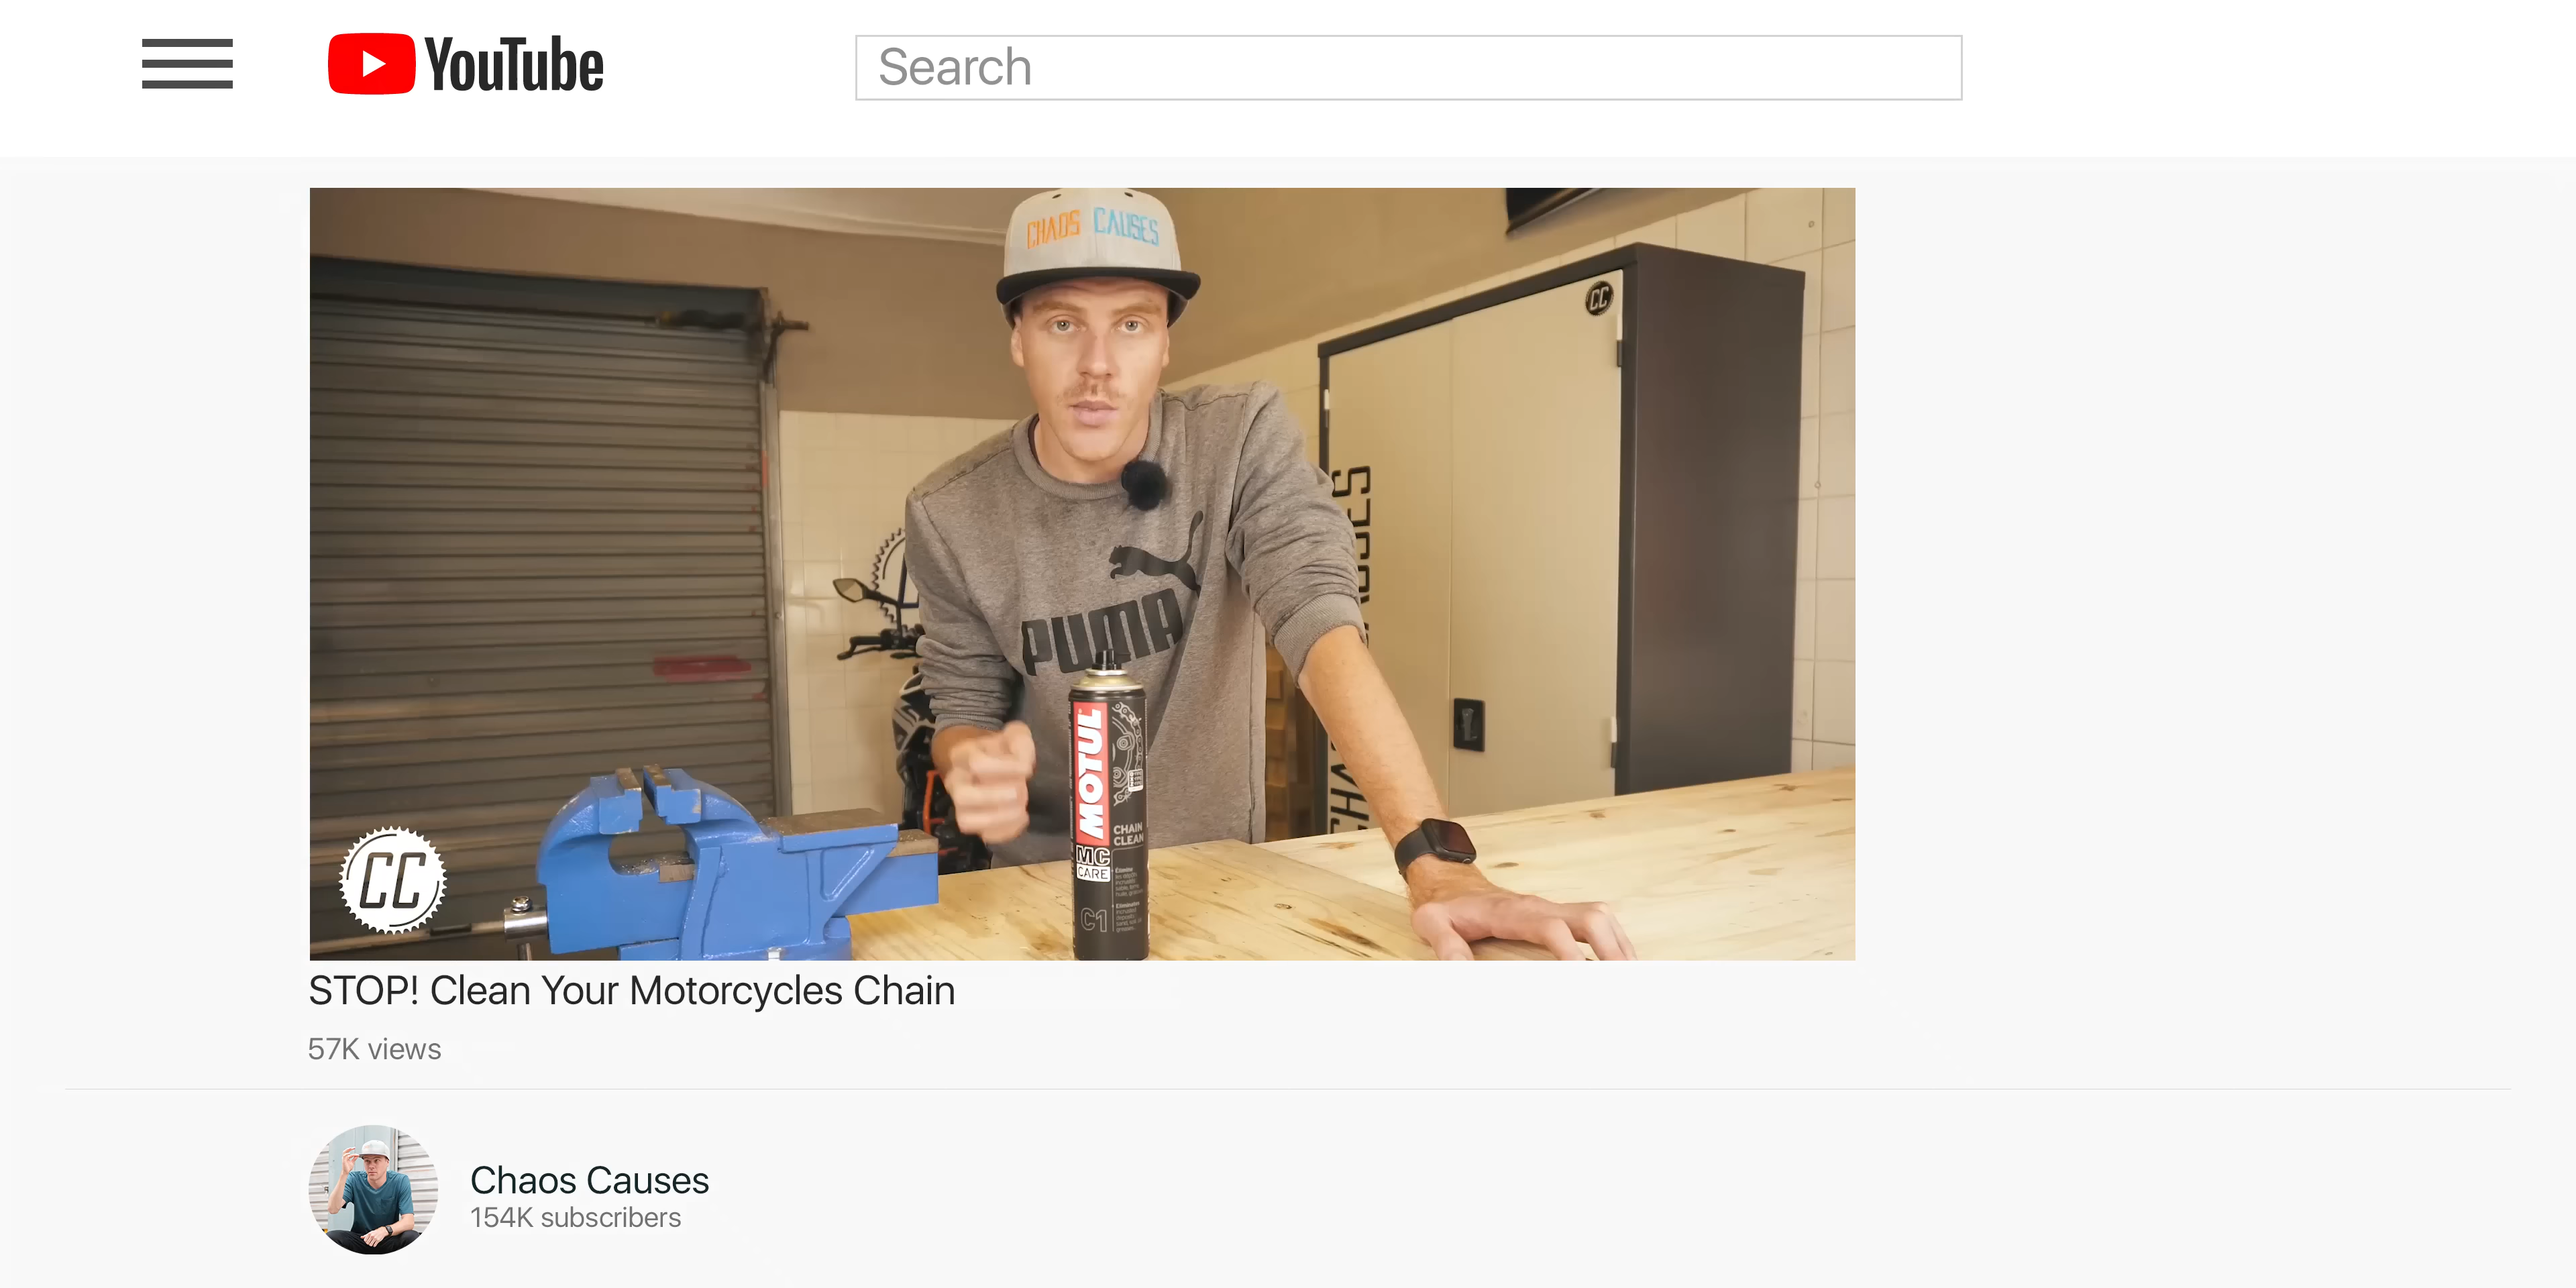 YouTube
Search
CHAOS CAUSES
CC
PUMA
MOTUL
CHAIN
CLEAN
MC
CARE
C1
CC
STOP! Clean Your Motorcycles Chain
57K views
Chaos Causes
154K subscribers